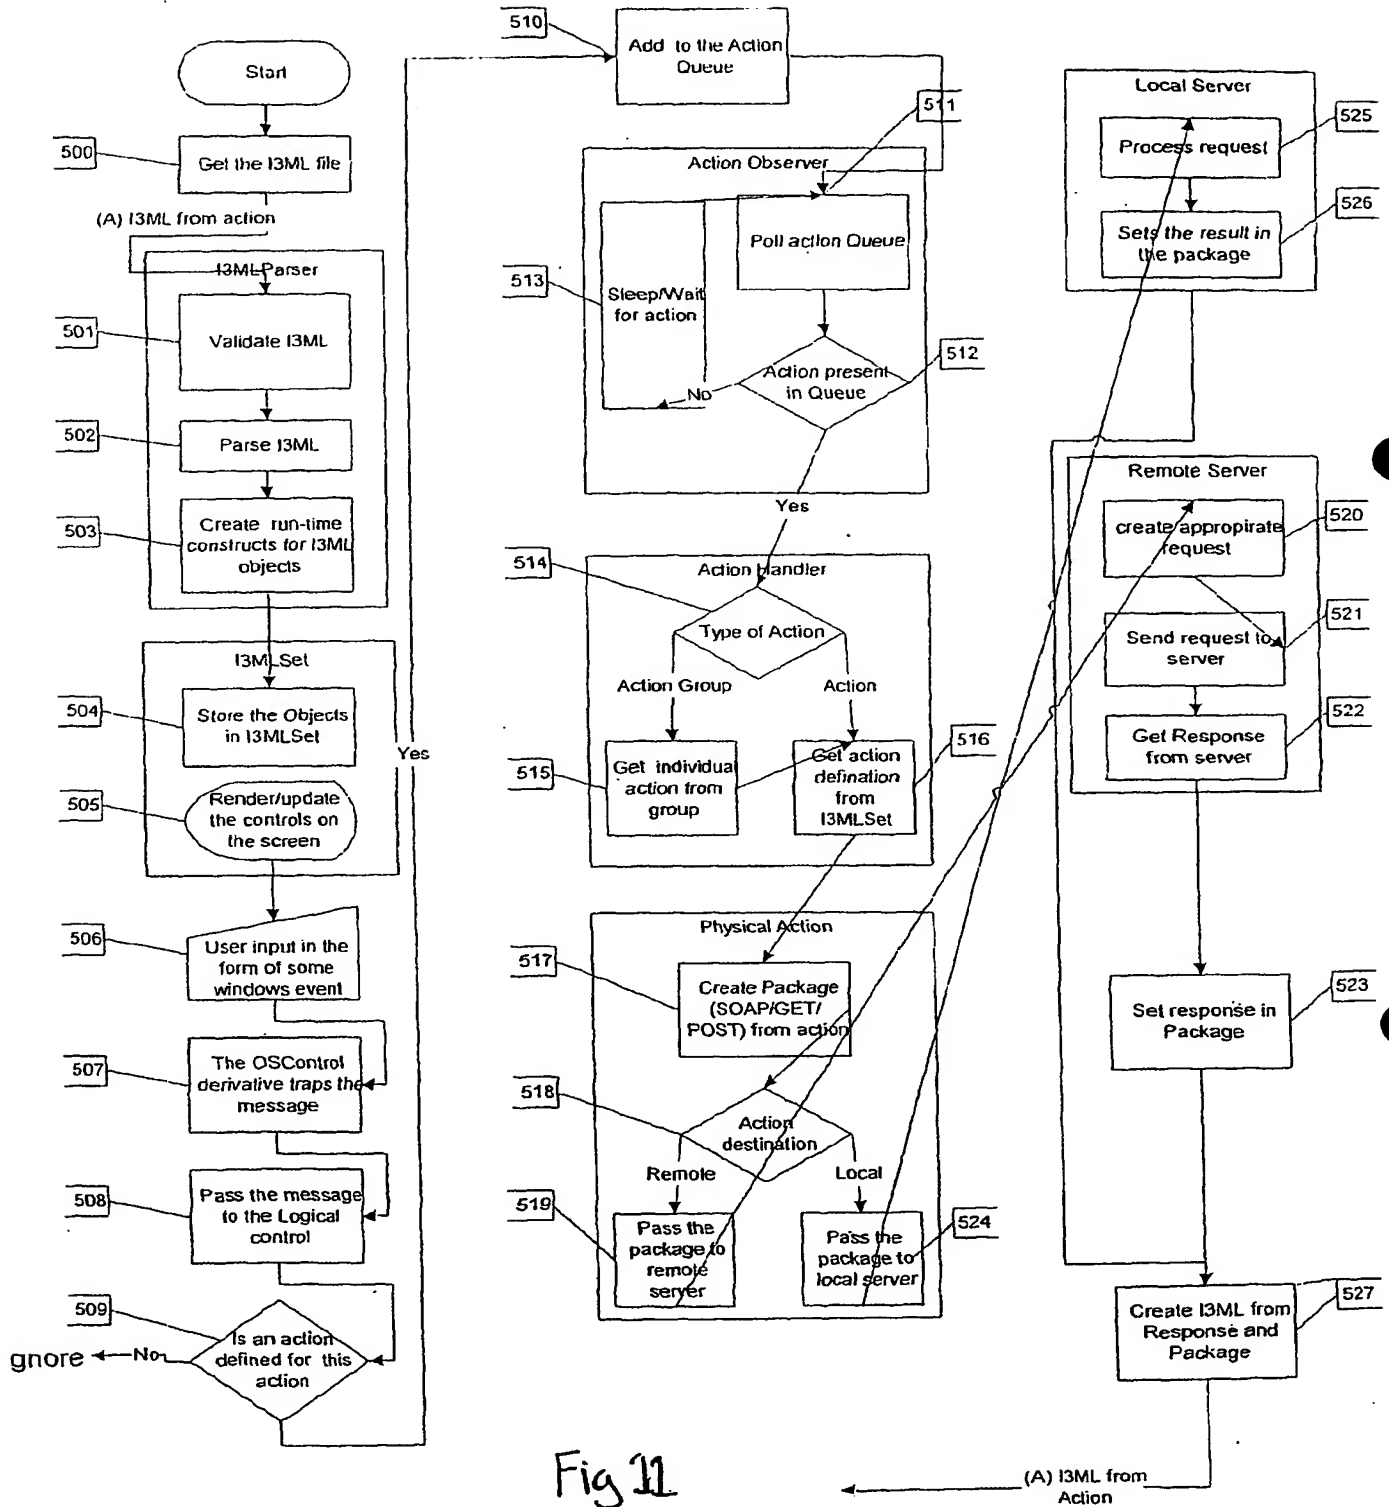 Start
500
Get the I3ML file
(A) I3ML from action
I3MLParser
501
Validate I3ML
502
Parse I3ML
503
Create run-time
constructs for I3ML
objects
I3MLSet
504
Store the Objects
in I3MLSet
505
Render/update
the controls on
the screen
506
User input in the
form of some
windows event
507
The OSControl
derivative traps the
message
508
Pass the message
to the Logical
control
509
Is an action
defined for this
action
No
gnore
Yes
510
Add to the Action
Queue
511
Action Observer
Poll action Queue
513
Sleep/Wait
for action
512
Action present
in Queue
No
Yes
514
Action Handler
Type of Action
Action Group
Action
515
Get individual
action from
group
516
Get action
defination
from
I3MLSet
Physical Action
517
Create Package
(SOAP/GET/
POST) from action
518
Action
destination
Remote
Local
519
Pass the
package to
remote
server
524
Pass the
package to
local server
Local Server
525
Process request
526
Sets the result in
the package
Remote Server
520
create appropirate
request
521
Send request to
server
522
Get Response
from server
523
Set response in
Package
527
Create I3ML from
Response and
Package
(A) I3ML from
Action
Fig 11